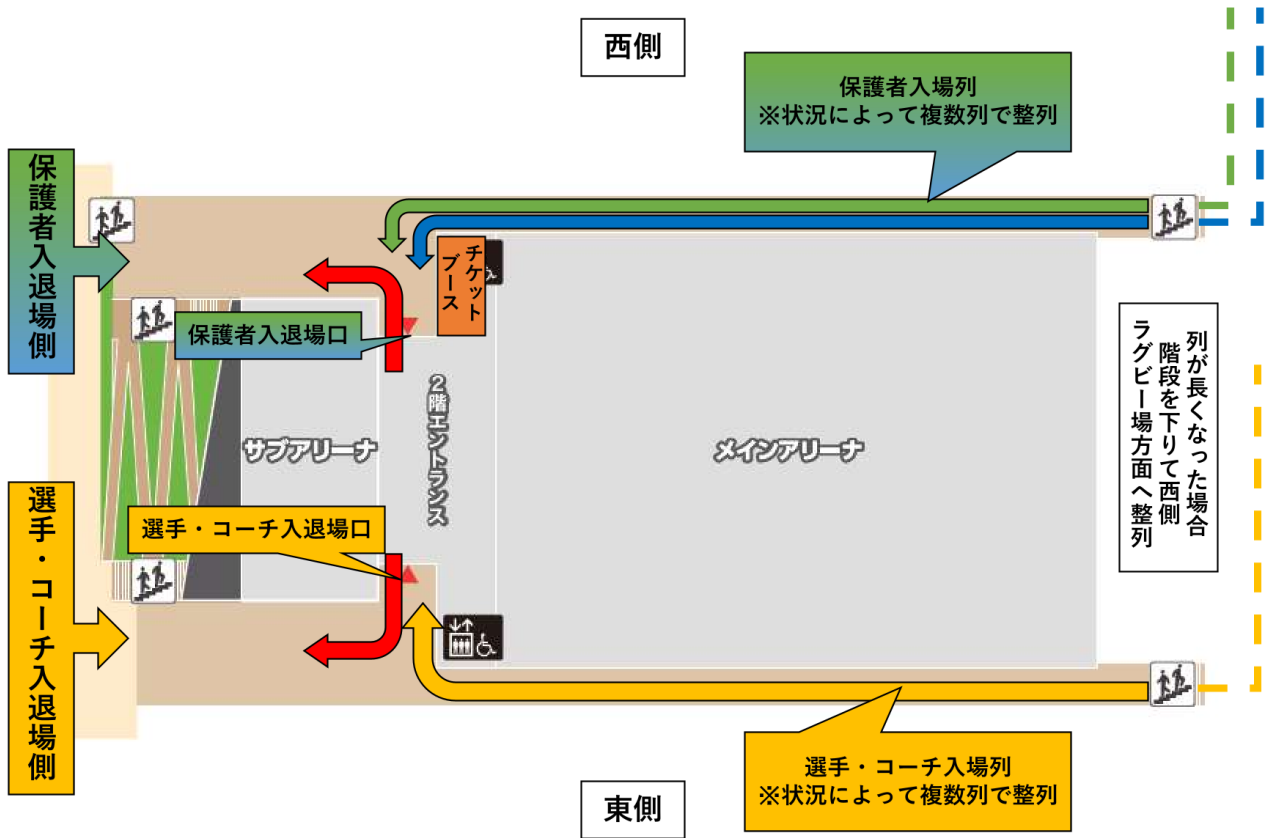 西側
保護者入場列
※状況によって複数列で整列
保護者入退場側
チケット
ブース
保護者入退場口
2階エントランス
サブアリーナ
メインアリーナ
列が長くなった場合
階段を下りて西側
ラグビー場方面へ整列
選手・コーチ入退場口
選手・コーチ入退場側
選手・コーチ入場列
※状況によって複数列で整列
東側